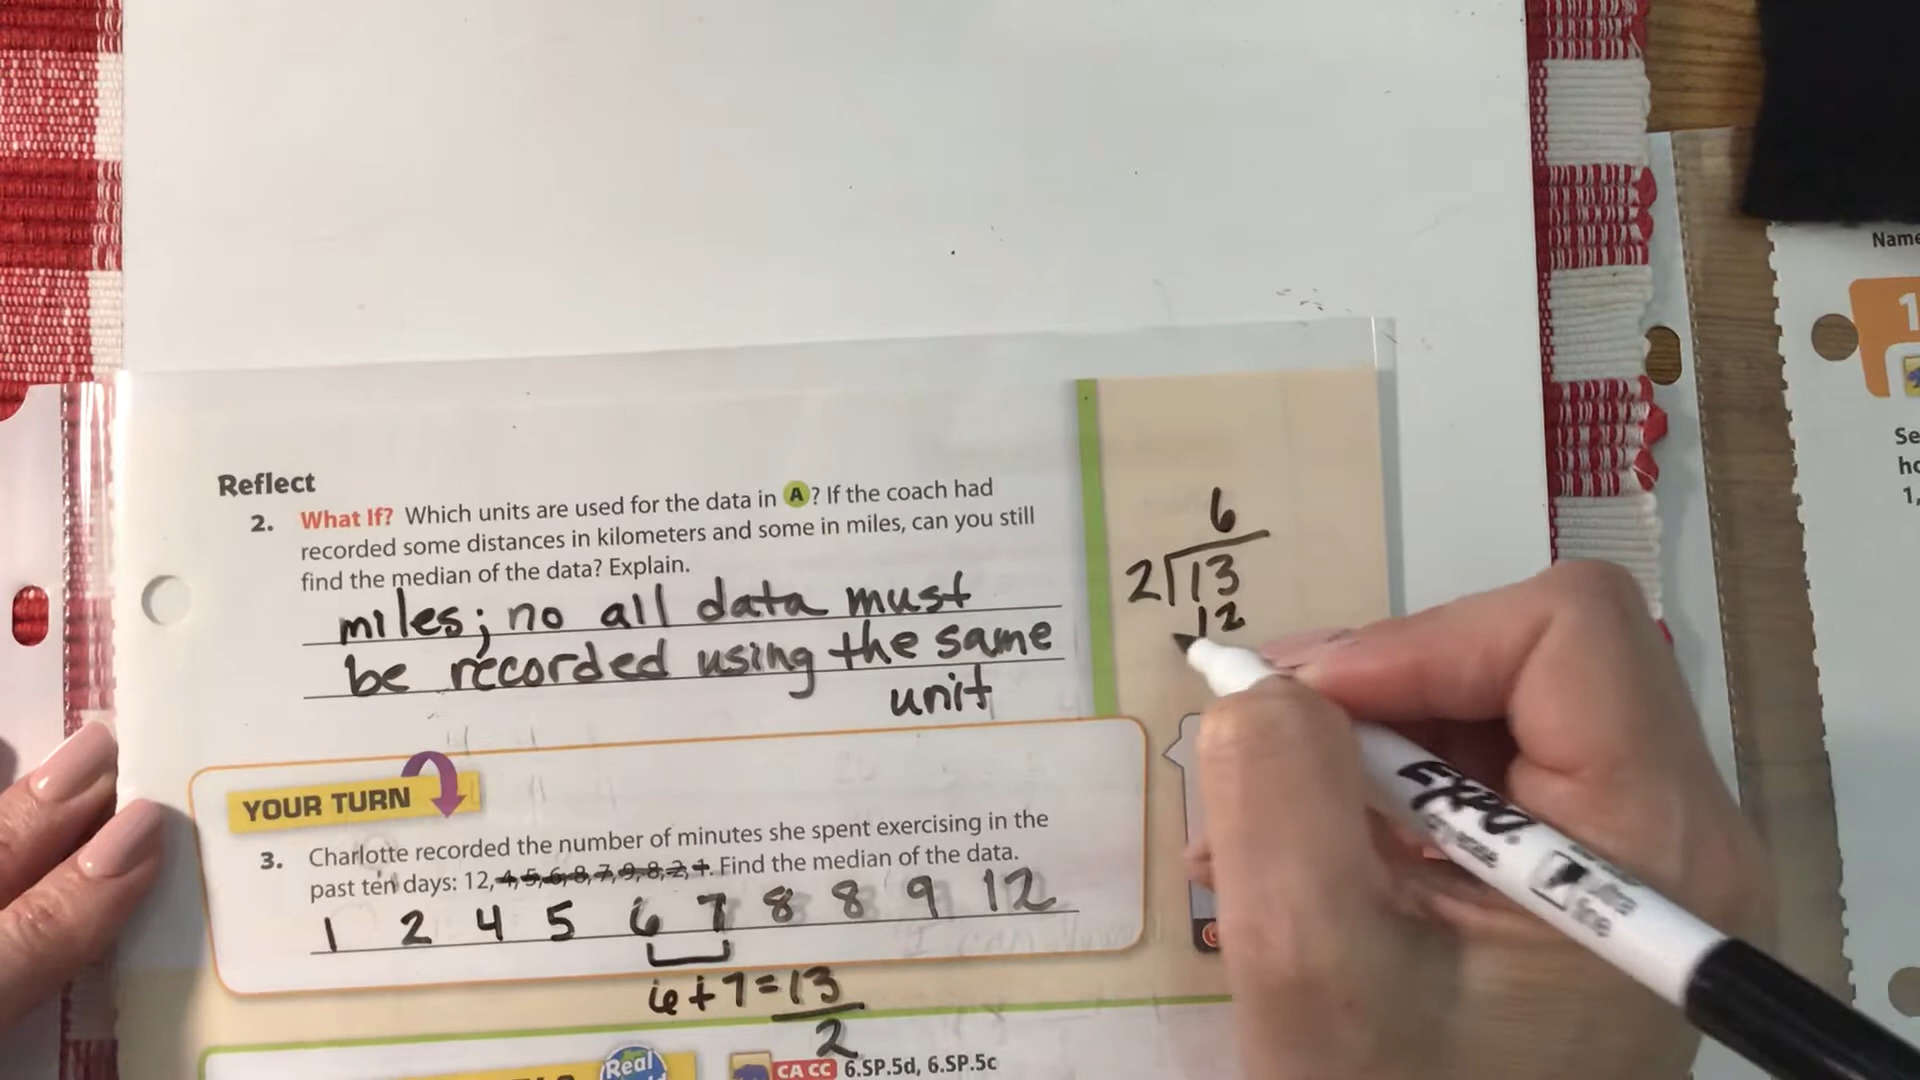 Reflect
2. What If? Which units are used for the data in A? If the coach had
recorded some distances in kilometers and some in miles, can you still
find the median of the data? Explain.
miles; no all data must
be recorded using the same
unit
YOUR TURN
3. Charlotte recorded the number of minutes she spent exercising in the
past ten days: 12, 4, 5, 6, 8, 7, 9, 8, 2, 1. Find the median of the data.
1 2 4 5 6 7 8 8 9 12
6+7=13
2
6
2 13
12
Real
CA CC 6.SP.5d, 6.SP.5c
EXPO
Name
1
Se
ho
1,